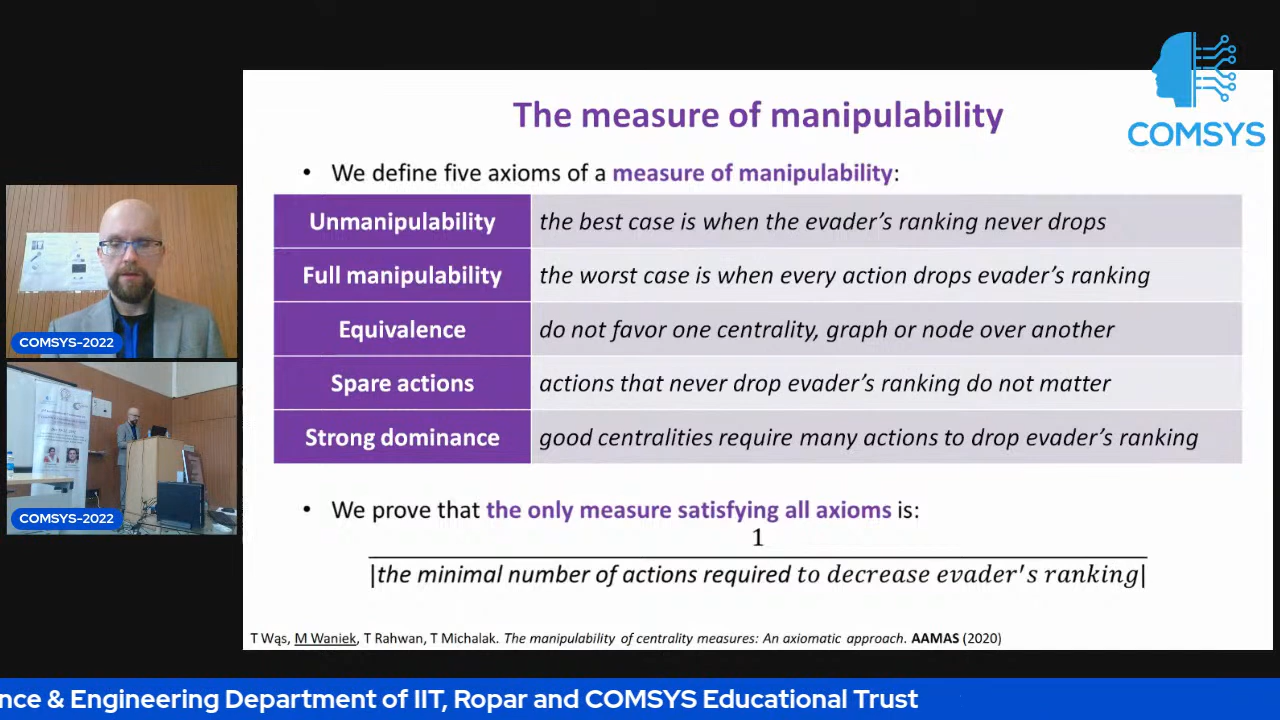 COMSYS
The measure of manipulability
• We define five axioms of a measure of manipulability:
Unmanipulability the best case is when the evader's ranking never drops
Full manipulability the worst case is when every action drops evader's ranking
Equivalence do not favor one centrality, graph or node over another
Spare actions actions that never drop evader's ranking do not matter
Strong dominance good centralities require many actions to drop evader's ranking
• We prove that the only measure satisfying all axioms is:
1
|the minimal number of actions required to decrease evader's ranking|
T Wąs, M Waniek, T Rahwan, T Michalak. The manipulability of centrality measures: An axiomatic approach. AAMAS (2020)
COMSYS-2022
COMSYS-2022
nce & Engineering Department of IIT, Ropar and COMSYS Educational Trust